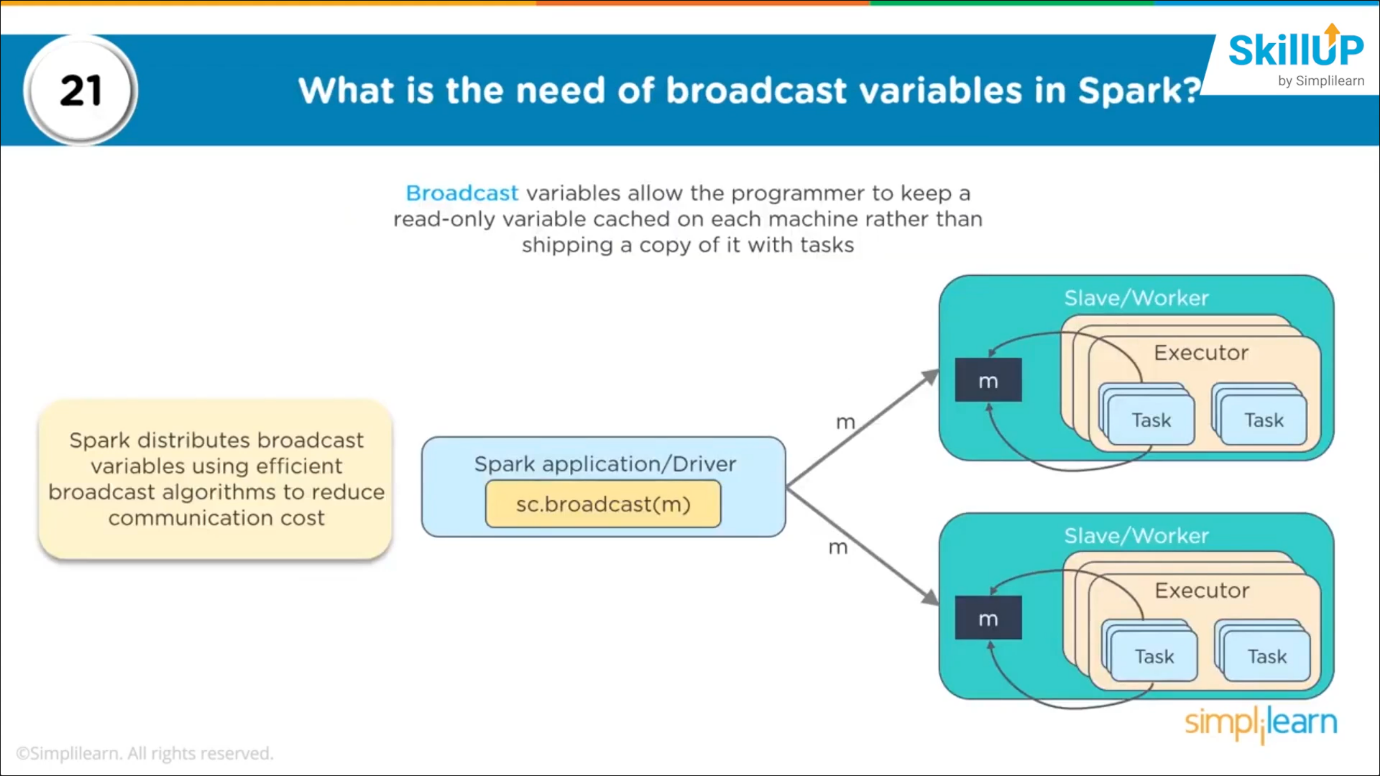 21
What is the need of broadcast variables in Spark?
SkillUP
by Simplilearn
Broadcast variables allow the programmer to keep a
read-only variable cached on each machine rather than
shipping a copy of it with tasks
Spark distributes broadcast
variables using efficient
broadcast algorithms to reduce
communication cost
Spark application/Driver
sc.broadcast(m)
m
m
Slave/Worker
m
Executor
Task
Task
Slave/Worker
m
Executor
Task
Task
simplilearn
©Simplilearn. All rights reserved.